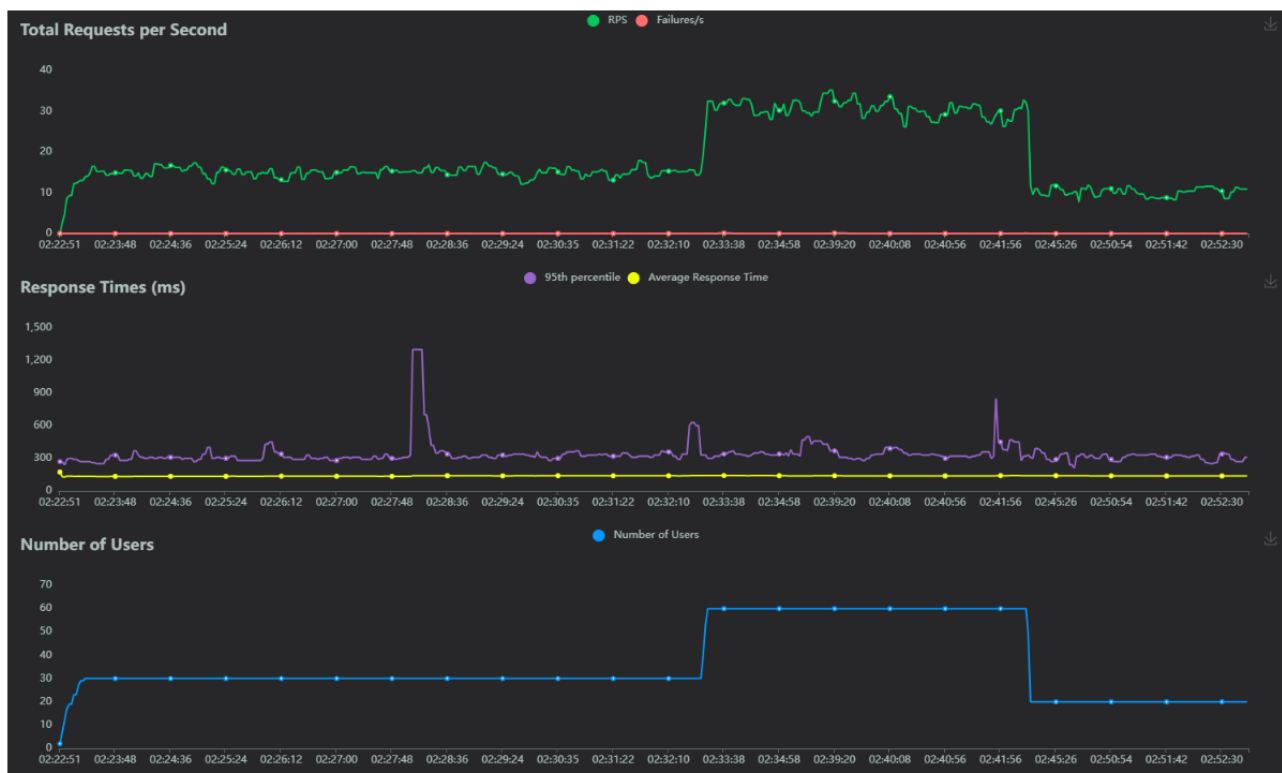 RPS Failures/s
Total Requests per Second
40
30
20
10
0
02:22:51 02:23:48 02:24:36 02:25:24 02:26:12 02:27:00 02:27:48 02:28:36 02:29:24 02:30:35 02:31:22 02:32:10 02:33:38 02:34:58 02:39:20 02:40:08 02:40:56 02:41:56 02:45:26 02:50:54 02:51:42 02:52:30
95th percentile Average Response Time
Response Times (ms)
1,500
1,200
900
600
300
0
02:22:51 02:23:48 02:24:36 02:25:24 02:26:12 02:27:00 02:27:48 02:28:36 02:29:24 02:30:35 02:31:22 02:32:10 02:33:38 02:34:58 02:39:20 02:40:08 02:40:56 02:41:56 02:45:26 02:50:54 02:51:42 02:52:30
Number of Users
Number of Users
70
60
50
40
30
20
10
0
02:22:51 02:23:48 02:24:36 02:25:24 02:26:12 02:27:00 02:27:48 02:28:36 02:29:24 02:30:35 02:31:22 02:32:10 02:33:38 02:34:58 02:39:20 02:40:08 02:40:56 02:41:56 02:45:26 02:50:54 02:51:42 02:52:30